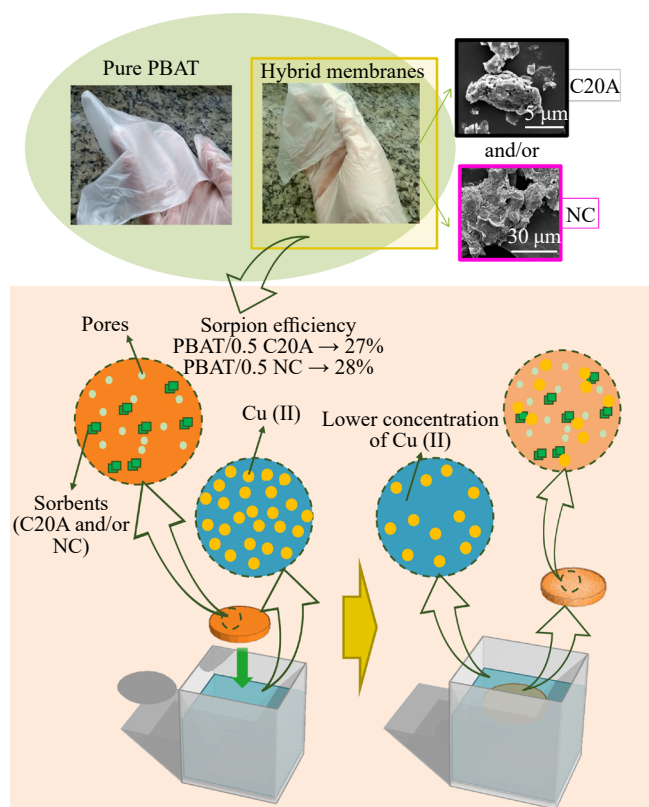 Pure PBAT
Hybrid membranes
C20A
5 μm
and/or
NC
30 μm
Pores
Sorpion efficiency
PBAT/0.5 C20A → 27%
PBAT/0.5 NC → 28%
Cu (II)
Lower concentration
of Cu (II)
Sorbents
(C20A and/or
NC)